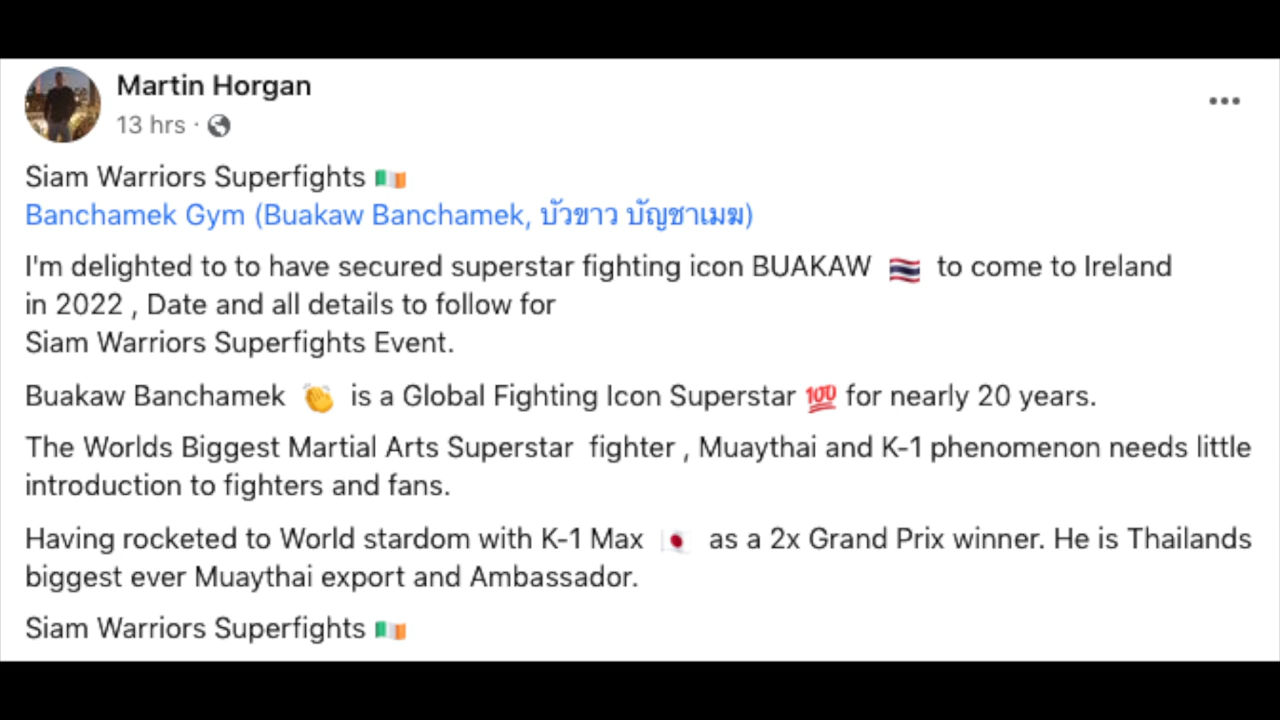 Martin Horgan
13 hrs ·
Siam Warriors Superfights 🇮🇪
Banchamek Gym (Buakaw Banchamek, บัวขาว บัญชาเมฆ)
I'm delighted to to have secured superstar fighting icon BUAKAW 🇹🇭 to come to Ireland
in 2022 , Date and all details to follow for
Siam Warriors Superfights Event.
Buakaw Banchamek 👏 is a Global Fighting Icon Superstar 💯 for nearly 20 years.
The Worlds Biggest Martial Arts Superstar fighter , Muaythai and K-1 phenomenon needs little
introduction to fighters and fans.
Having rocketed to World stardom with K-1 Max 🇯🇵 as a 2x Grand Prix winner. He is Thailands
biggest ever Muaythai export and Ambassador.
Siam Warriors Superfights 🇮🇪